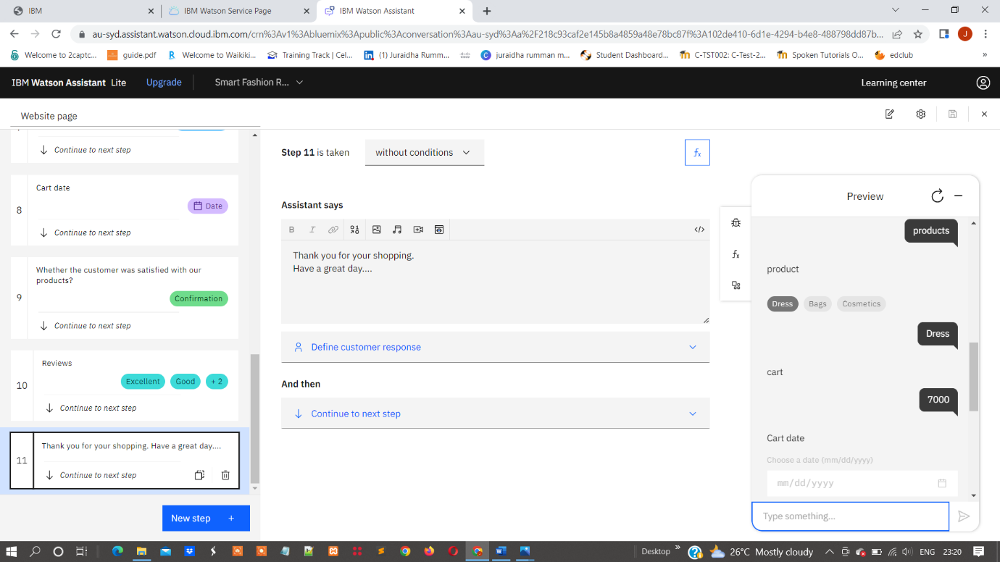 IBM
IBM Watson Service Page
IBM Watson Assistant
au-syd.assistant.watson.cloud.ibm.com/crn%3Av1%3Abluemix%3Apublic%3Aconversation%3Aau-syd%3Aa%2F218c93caf2e145b8a4859a48e78bc87f%3A102de410-6d1e-4294-b4e8-488798dd87b...
J
Welcome to 2captc...
guide.pdf
Welcome to Waikiki...
Training Track | Cel...
(1) Juraidha Rumm...
juraidha rumman m...
Student Dashboard...
C-TST002: C-Test-2...
Spoken Tutorials O...
edclub
»
IBM Watson Assistant Lite
Upgrade
Smart Fashion R...
Learning center
Website page
Continue to next step
8
Cart date
Date
Continue to next step
9
Whether the customer was satisfied with our
products?
Confirmation
Continue to next step
10
Reviews
Excellent
Good
+ 2
Continue to next step
11
Thank you for your shopping. Have a great day....
Continue to next step
New step +
Step 11 is taken
without conditions
fx
Assistant says
B
I
</>
Thank you for your shopping.
Have a great day....
Define customer response
And then
Continue to next step
fx
Preview
products
product
Dress
Bags
Cosmetics
Dress
cart
7000
Cart date
Choose a date (mm/dd/yyyy)
mm/dd/yyyy
Type something...
Desktop
»
26°C Mostly cloudy
ENG
23:20